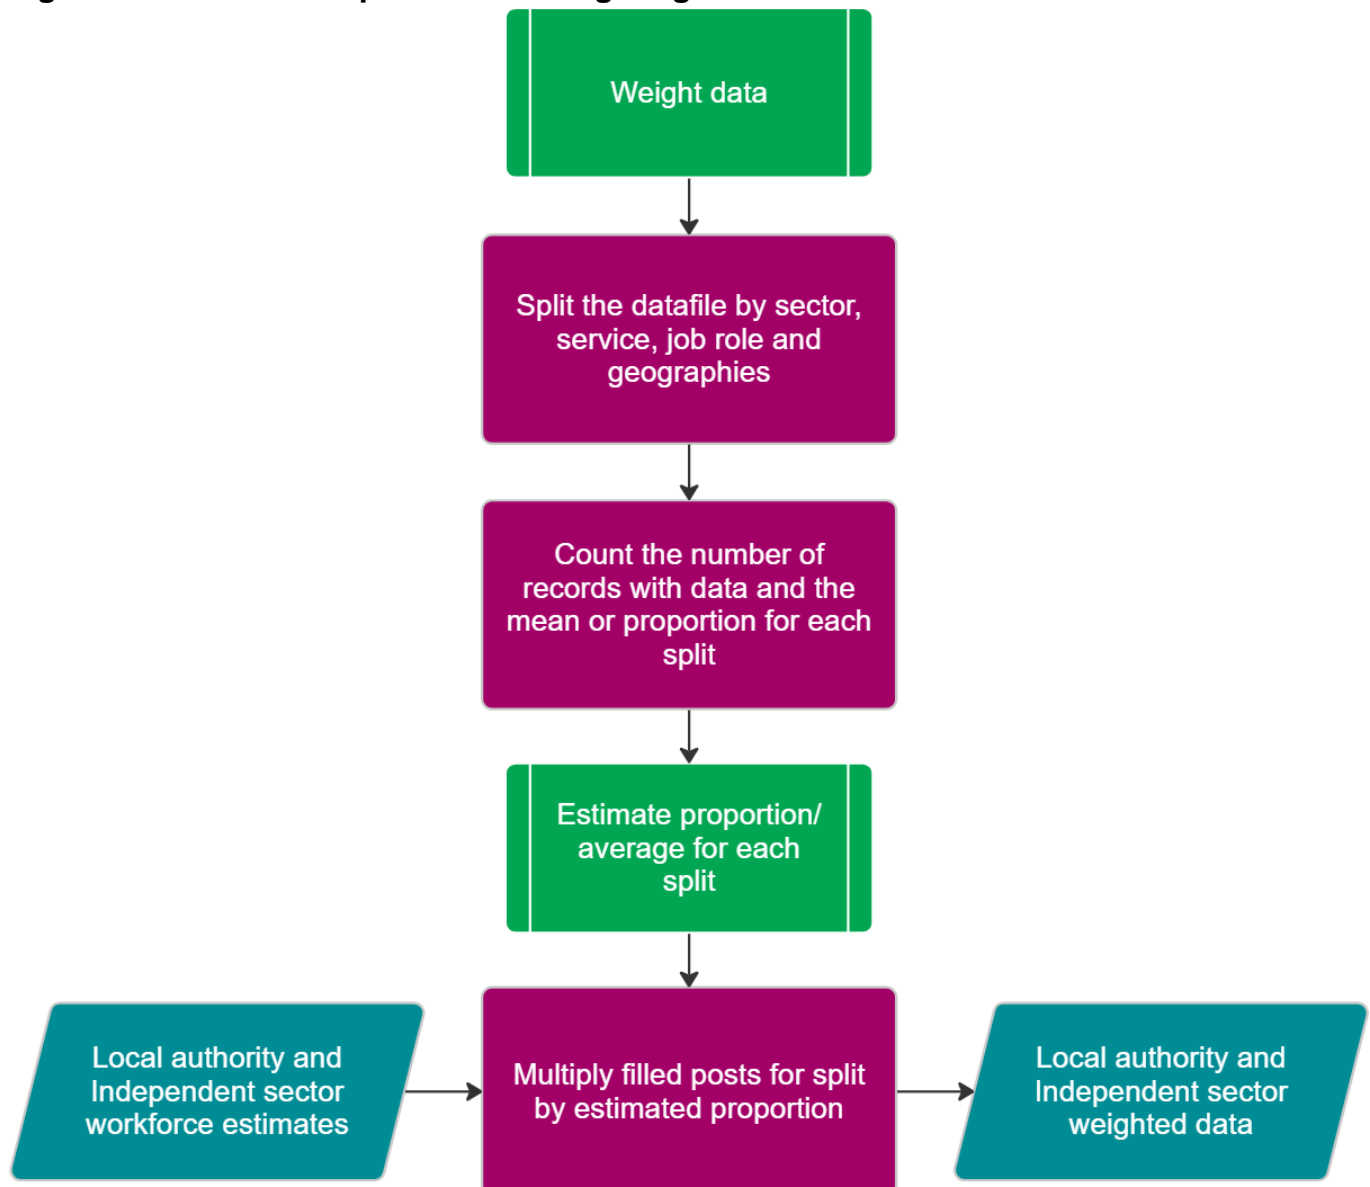 Weight data
Split the datafile by sector,
service, job role and
geographies
Count the number of
records with data and the
mean or proportion for each
split
Estimate proportion/
average for each
split
Local authority and
Independent sector
workforce estimates
Multiply filled posts for split
by estimated proportion
Local authority and
Independent sector
weighted data